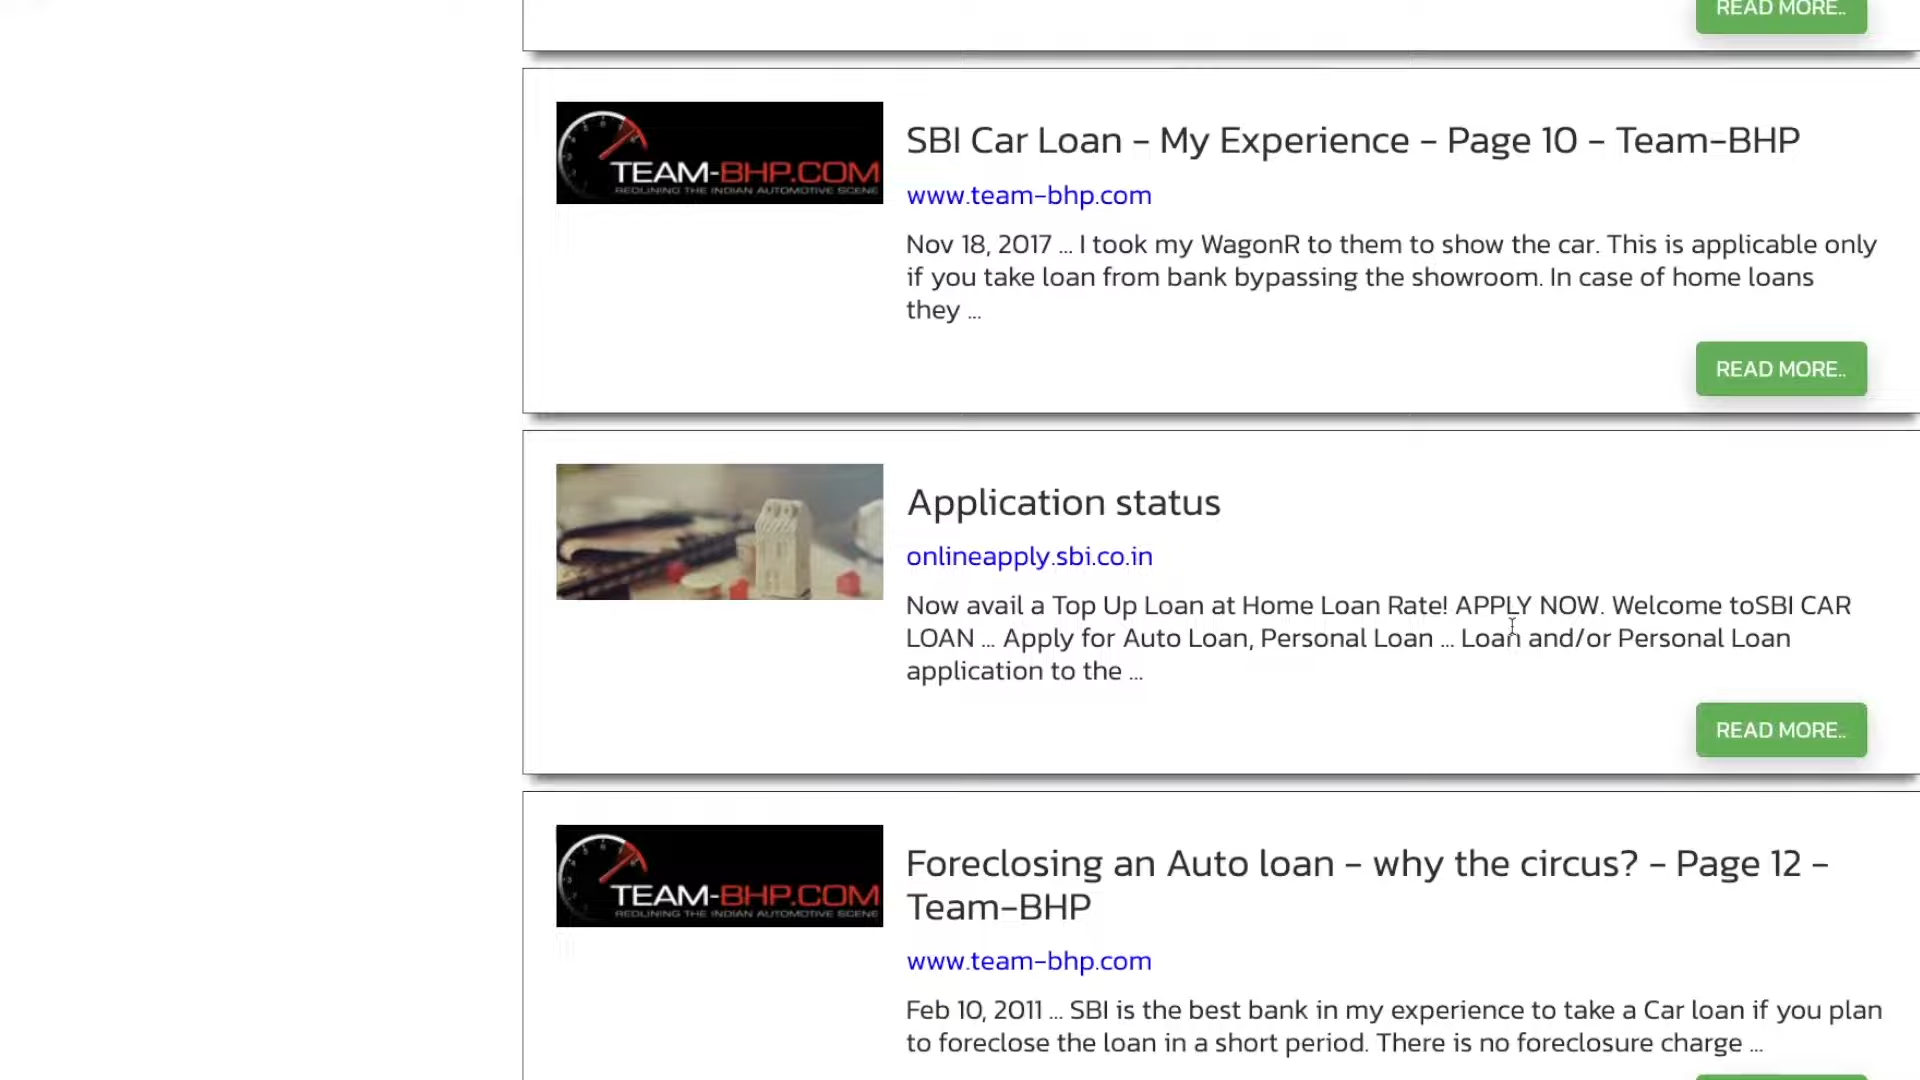 READ MORE..
TEAM-BHP.COM
REDLINING THE INDIAN AUTOMOTIVE SCENE
SBI Car Loan - My Experience - Page 10 - Team-BHP
www.team-bhp.com
Nov 18, 2017 ... I took my WagonR to them to show the car. This is applicable only
if you take loan from bank bypassing the showroom. In case of home loans
they ...
READ MORE..
Application status
onlineapply.sbi.co.in
Now avail a Top Up Loan at Home Loan Rate! APPLY NOW. Welcome toSBI CAR
LOAN ... Apply for Auto Loan, Personal Loan ... Loan and/or Personal Loan
application to the ...
READ MORE..
TEAM-BHP.COM
REDLINING THE INDIAN AUTOMOTIVE SCENE
Foreclosing an Auto loan - why the circus? - Page 12 -
Team-BHP
www.team-bhp.com
Feb 10, 2011 ... SBI is the best bank in my experience to take a Car loan if you plan
to foreclose the loan in a short period. There is no foreclosure charge ...